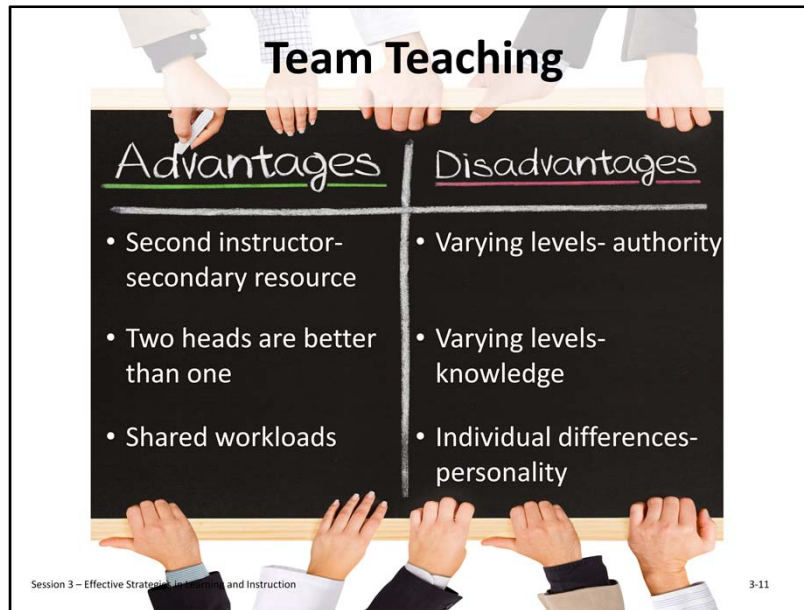 Team Teaching
Advantages
• Second instructor-
secondary resource
• Two heads are better
than one
• Shared workloads
Disadvantages
• Varying levels- authority
• Varying levels-
knowledge
• Individual differences-
personality
Session 3 – Effective Strategies in Learning and Instruction
3-11